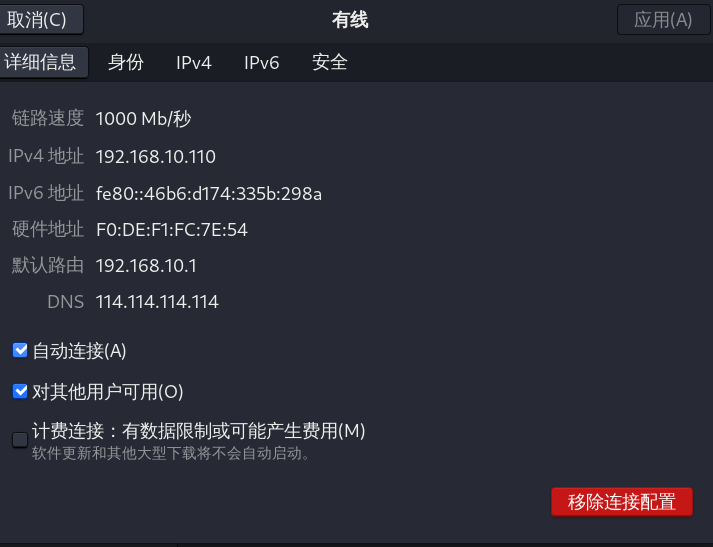 取消(C) 有线 应用(A)
详细信息 身份 IPv4 IPv6 安全
链路速度 1000 Mb/秒
IPv4 地址 192.168.10.110
IPv6 地址 fe80::46b6:d174:335b:298a
硬件地址 F0:DE:F1:FC:7E:54
默认路由 192.168.10.1
DNS 114.114.114.114
自动连接(A)
对其他用户可用(O)
计费连接：有数据限制或可能产生费用(M)
软件更新和其他大型下载将不会自动启动。
移除连接配置